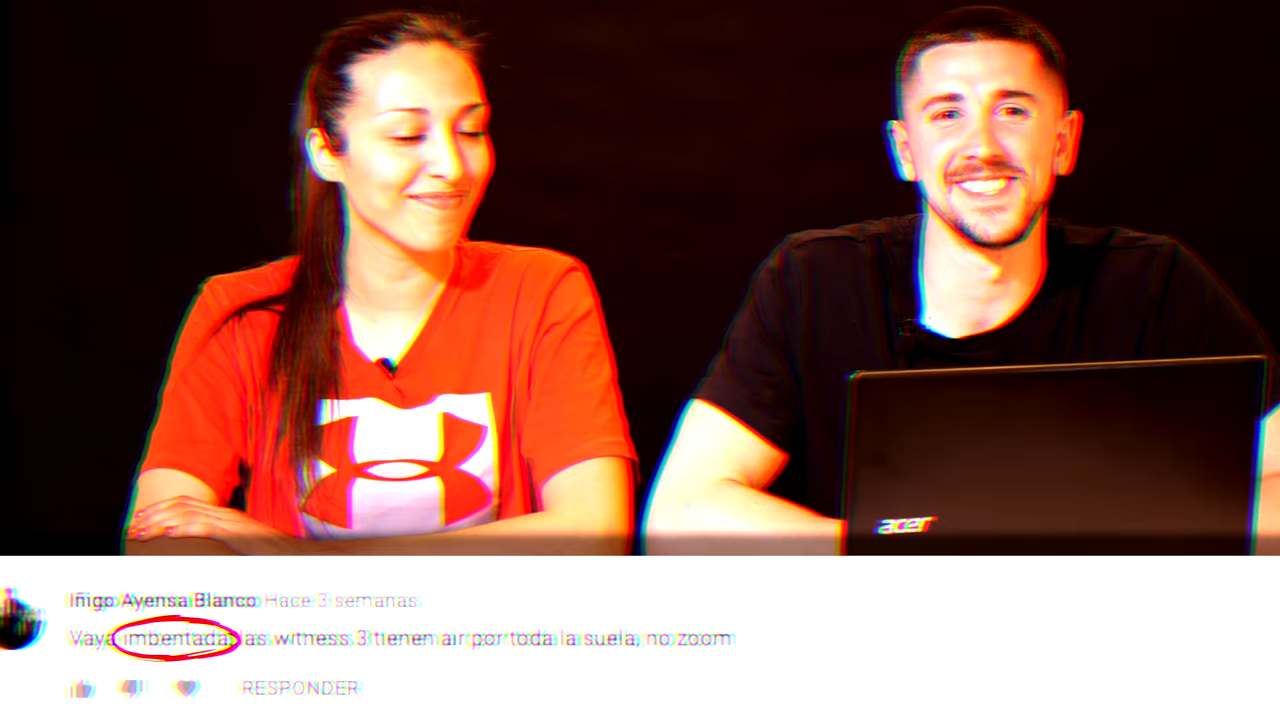 acer
Iñigo Ayensa Blanco Hace 3 semanas
Vaya imbentadas las witness 3 tienen air por toda la suela, no zoom
RESPONDER